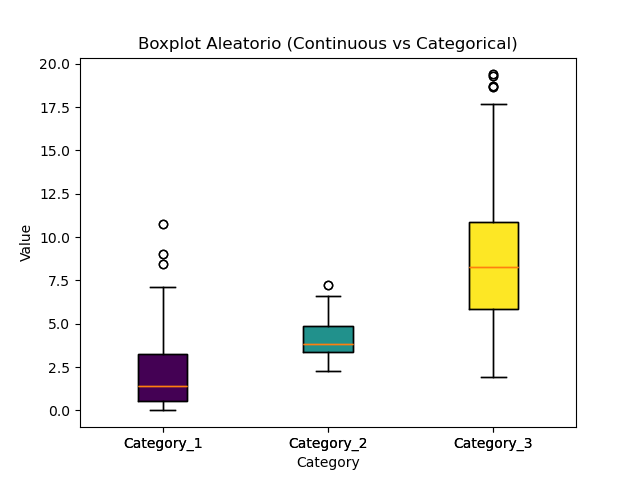 Boxplot Aleatorio (Continuous vs Categorical)
20.0
17.5
15.0
12.5
10.0
7.5
5.0
2.5
0.0
Value
Category_1 Category_2 Category_3
Category